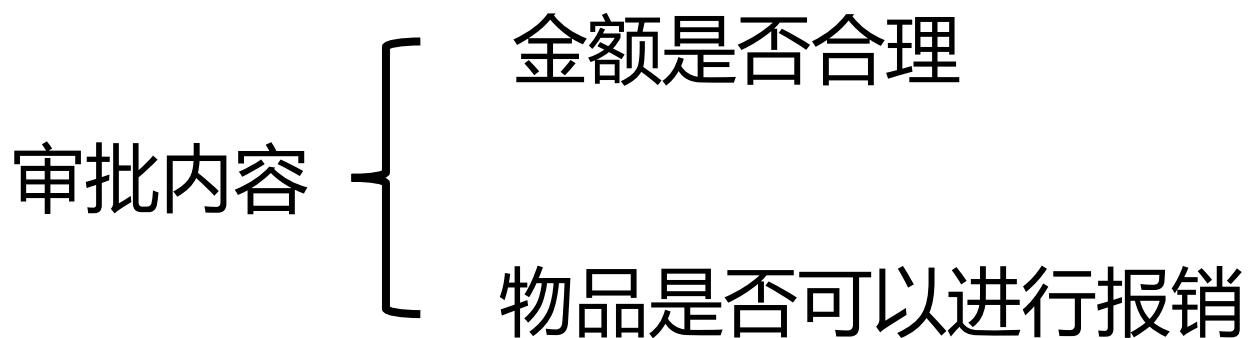 审批内容
金额是否合理
物品是否可以进行报销